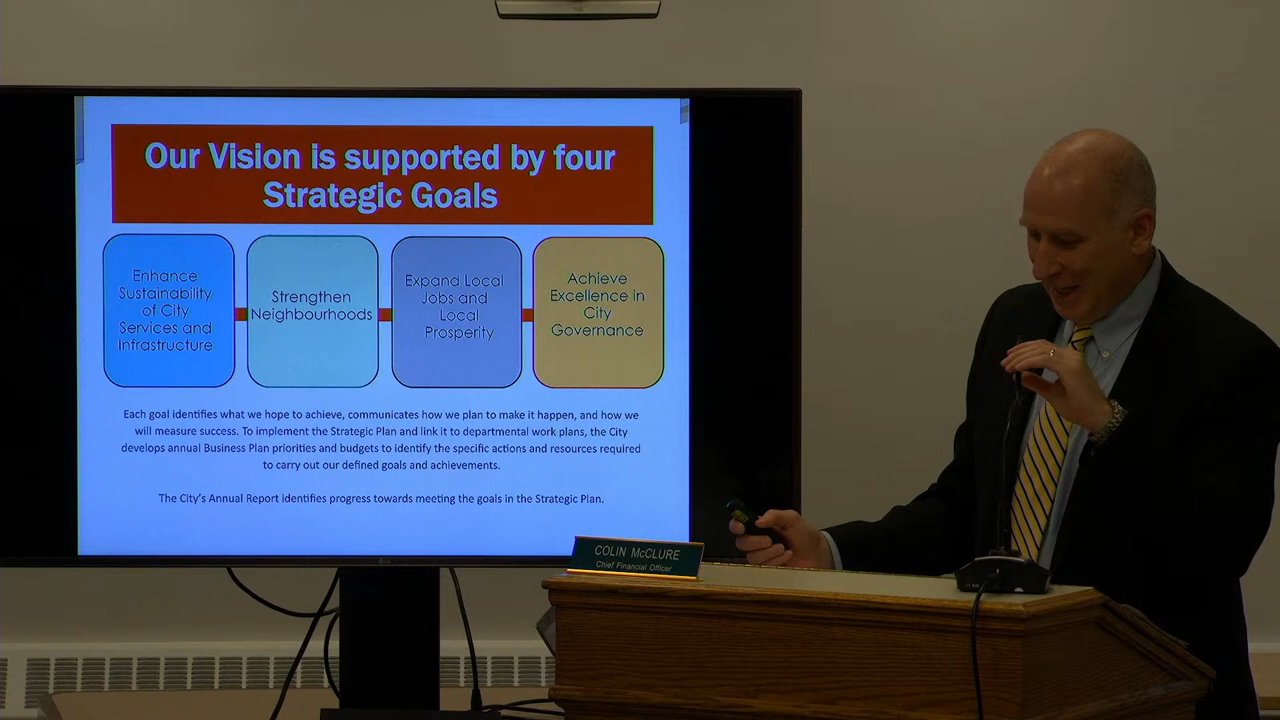 Our Vision is supported by four
Strategic Goals
Enhance
Sustainability
of City
Services and
Infrastructure
Strengthen
Neighbourhoods
Expand Local
Jobs and
Local
Prosperity
Achieve
Excellence in
City
Governance
Each goal identifies what we hope to achieve, communicates how we plan to make it happen, and how we
will measure success. To implement the Strategic Plan and link it to departmental work plans, the City
develops annual Business Plan priorities and budgets to identify the specific actions and resources required
to carry out our defined goals and achievements.
The City's Annual Report identifies progress towards meeting the goals in the Strategic Plan.
LG
COLIN McCLURE
Chief Financial Officer